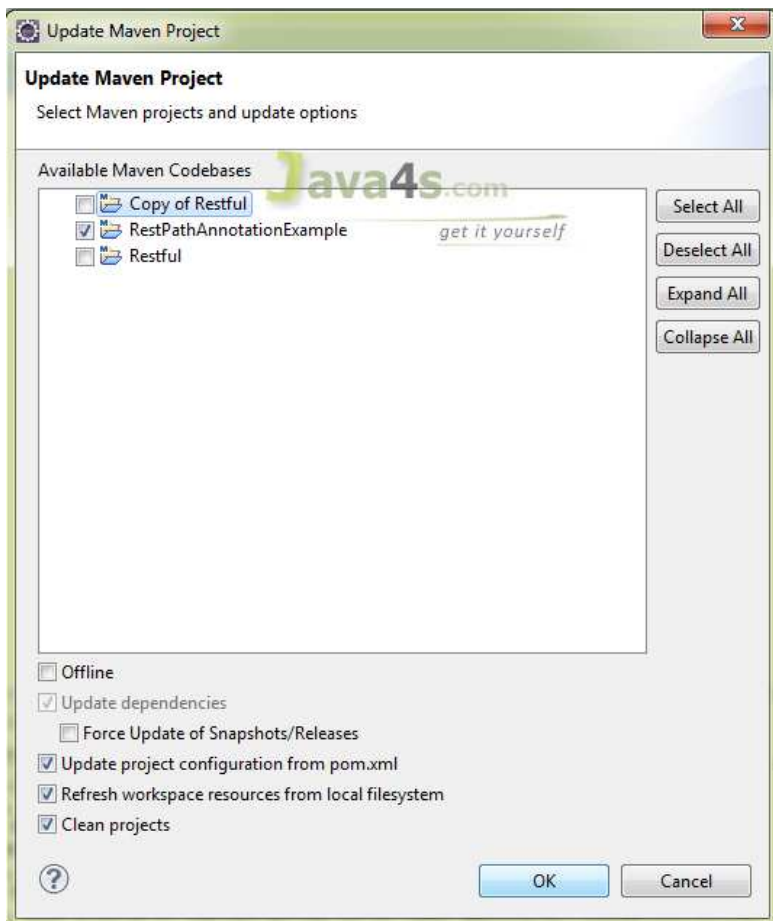 Update Maven Project
Update Maven Project
Select Maven projects and update options
Available Maven Codebases
Java4s.com
get it yourself
Copy of Restful
RestPathAnnotationExample
Restful
Select All
Deselect All
Expand All
Collapse All
Offline
Update dependencies
Force Update of Snapshots/Releases
Update project configuration from pom.xml
Refresh workspace resources from local filesystem
Clean projects
?
OK
Cancel